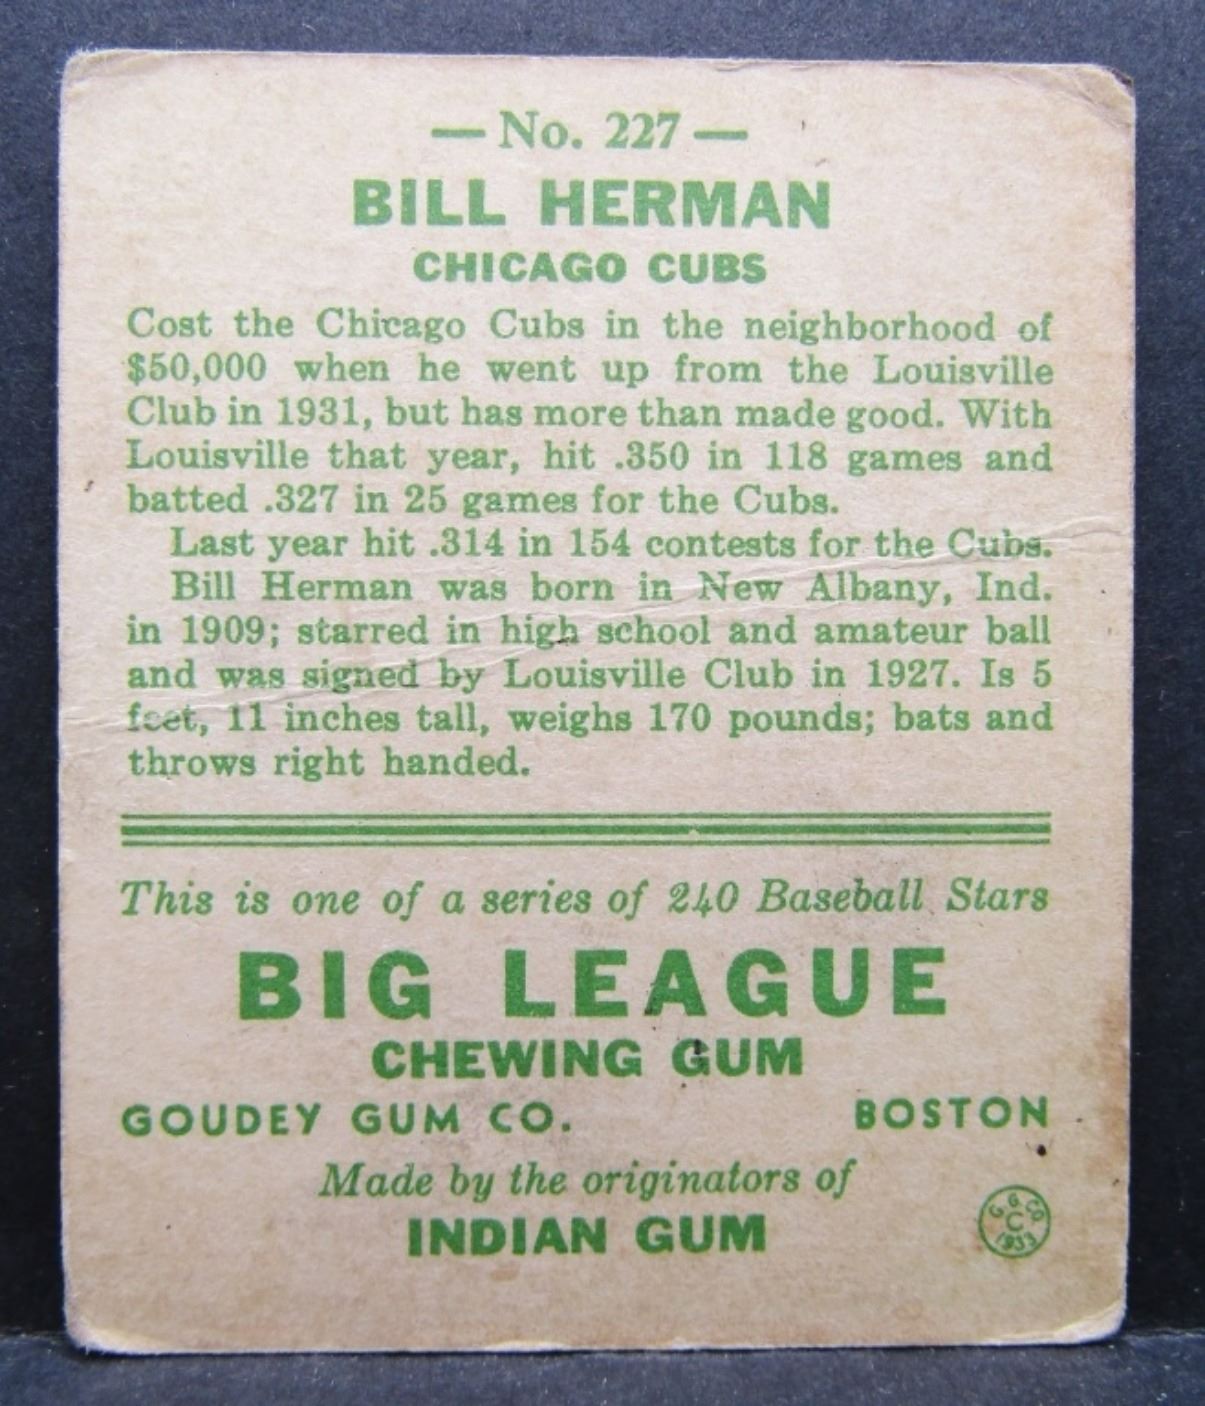 — No. 227 —
BILL HERMAN
CHICAGO CUBS
Cost the Chicago Cubs in the neighborhood of
$50,000 when he went up from the Louisville
Club in 1931, but has more than made good. With
Louisville that year, hit .350 in 118 games and
batted .327 in 25 games for the Cubs.
Last year hit .314 in 154 contests for the Cubs.
Bill Herman was born in New Albany, Ind.
in 1909; starred in high school and amateur ball
and was signed by Louisville Club in 1927. Is 5
feet, 11 inches tall, weighs 170 pounds; bats and
throws right handed.
This is one of a series of 240 Baseball Stars
BIG LEAGUE
CHEWING GUM
GOUDEY GUM CO. BOSTON
Made by the originators of
INDIAN GUM
G. G. CO.
C
1933